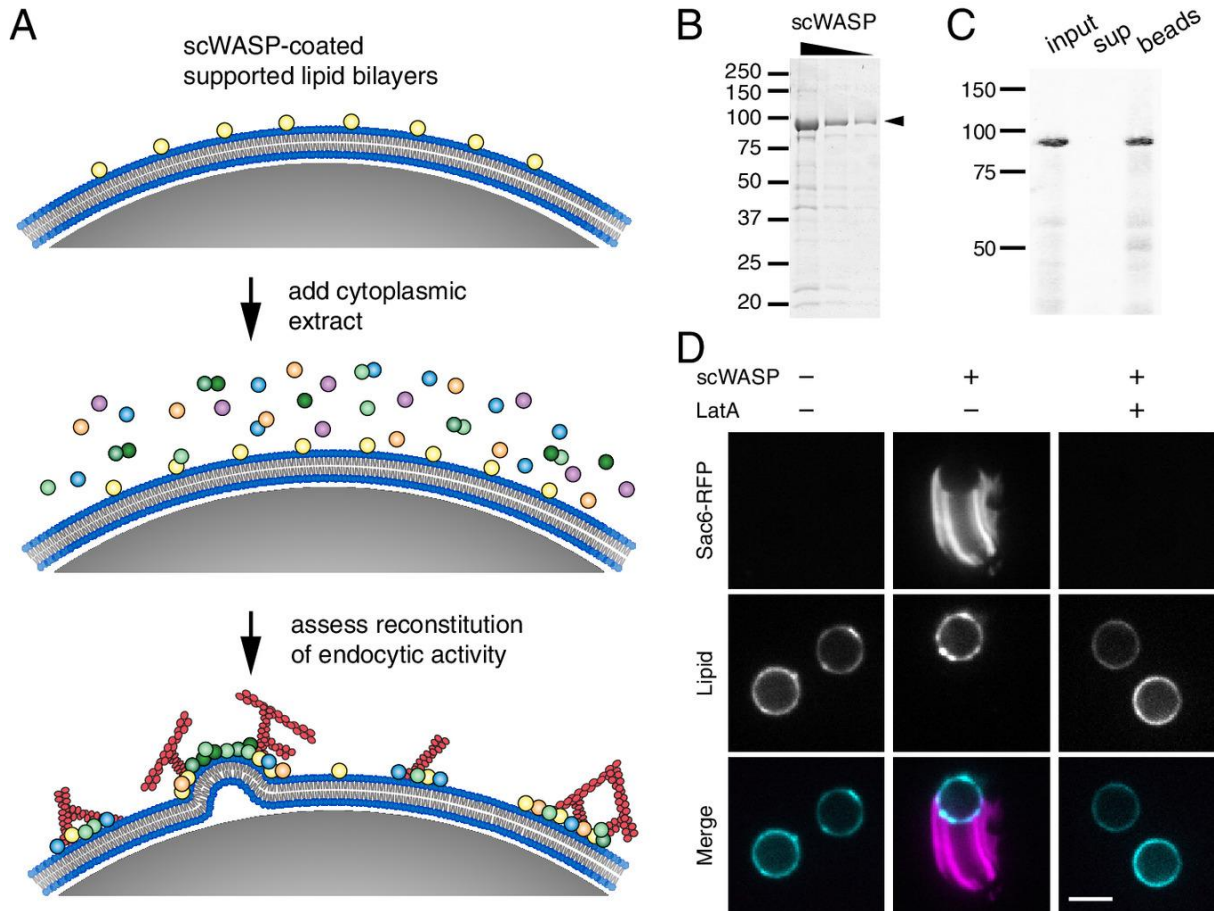 A
scWASP-coated
supported lipid bilayers
add cytoplasmic
extract
assess reconstitution
of endocytic activity
B
scWASP
250
150
100
75
50
37
25
20
C
input
sup
beads
150
100
75
50
D
scWASP – + +
LatA – – +
Sac6-RFP
Lipid
Merge